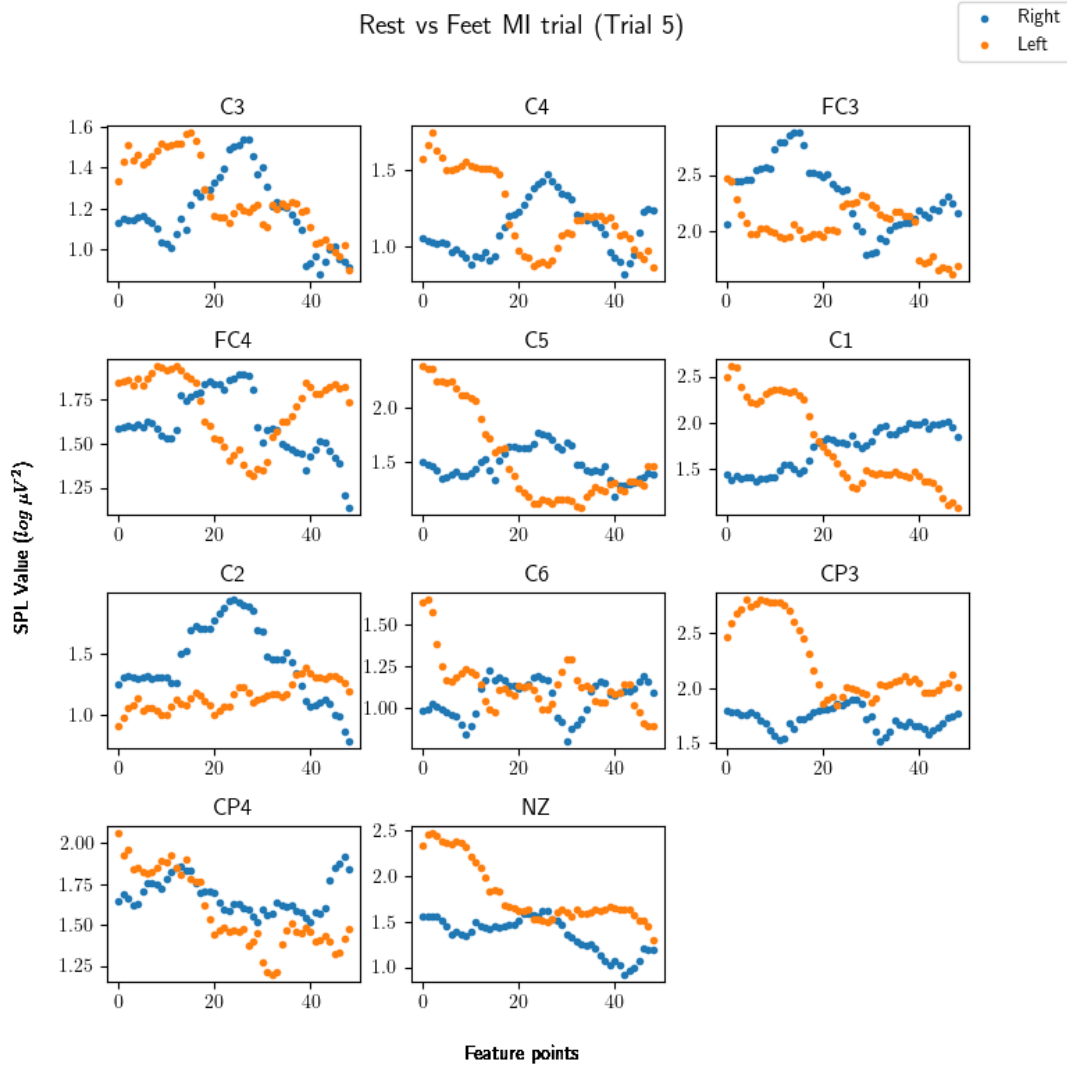 Rest vs Feet MI trial (Trial 5)
Right
Left
C3
1.6
1.4
1.2
1.0
0 20 40
C4
1.5
1.0
0 20 40
FC3
2.5
2.0
0 20 40
FC4
1.75
1.50
1.25
0 20 40
C5
2.0
1.5
0 20 40
C1
2.5
2.0
1.5
0 20 40
C2
1.5
1.0
0 20 40
C6
1.50
1.25
1.00
0 20 40
CP3
2.5
2.0
1.5
0 20 40
CP4
2.00
1.75
1.50
1.25
0 20 40
NZ
2.5
2.0
1.5
1.0
0 20 40
SPL Value (log μV²)
Feature points